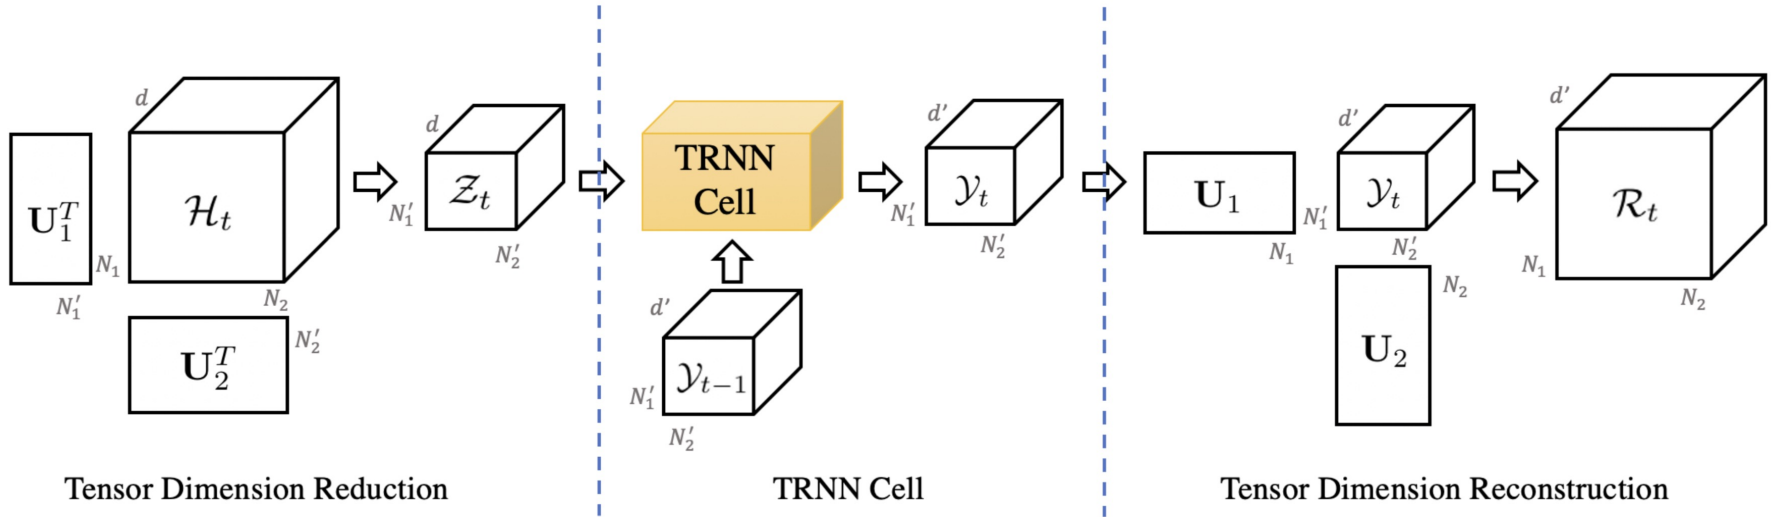 d
U₁ᵀ
ℋₜ
N₁
N₁′
N₂
U₂ᵀ
N₂′
d
𝒵ₜ
N₁′
N₂′
Tensor Dimension Reduction
TRNN
Cell
d'
𝒴ₜ₋₁
N₁′
N₂′
d'
𝒴ₜ
N₁′
N₂′
TRNN Cell
U₁
N₁
d'
N₁′
𝒴ₜ
N₂′
N₂
U₂
d'
ℛₜ
N₁
N₂
Tensor Dimension Reconstruction